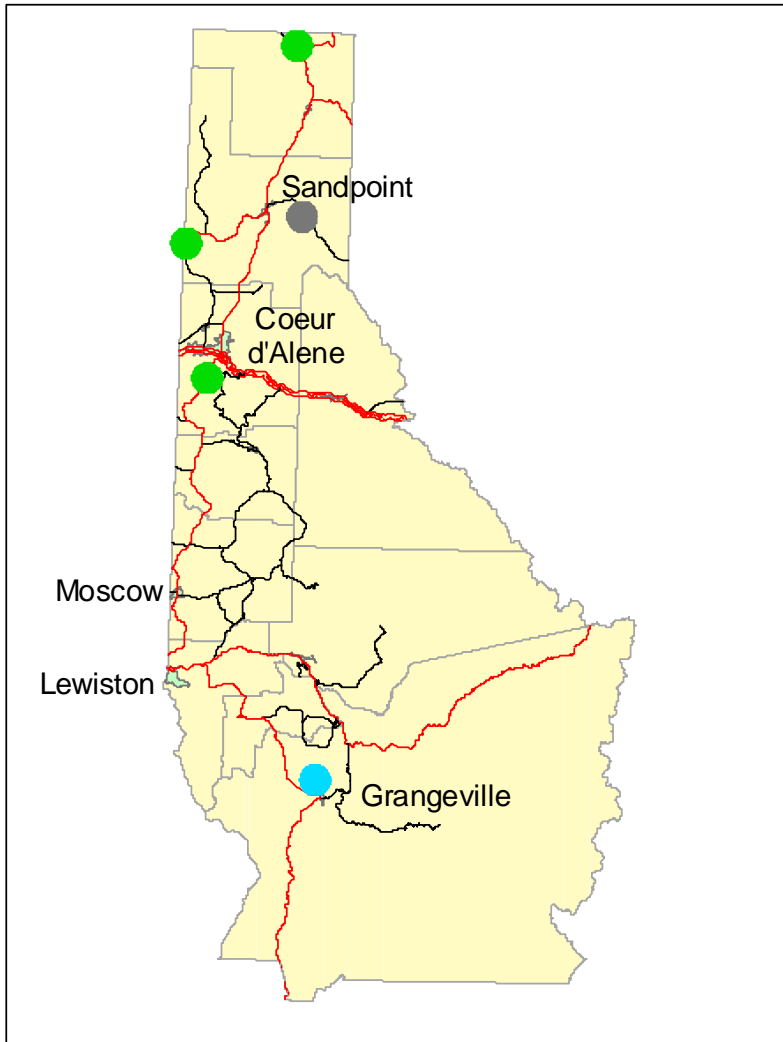 Sandpoint
Coeur
d'Alene
Moscow
Lewiston
Grangeville